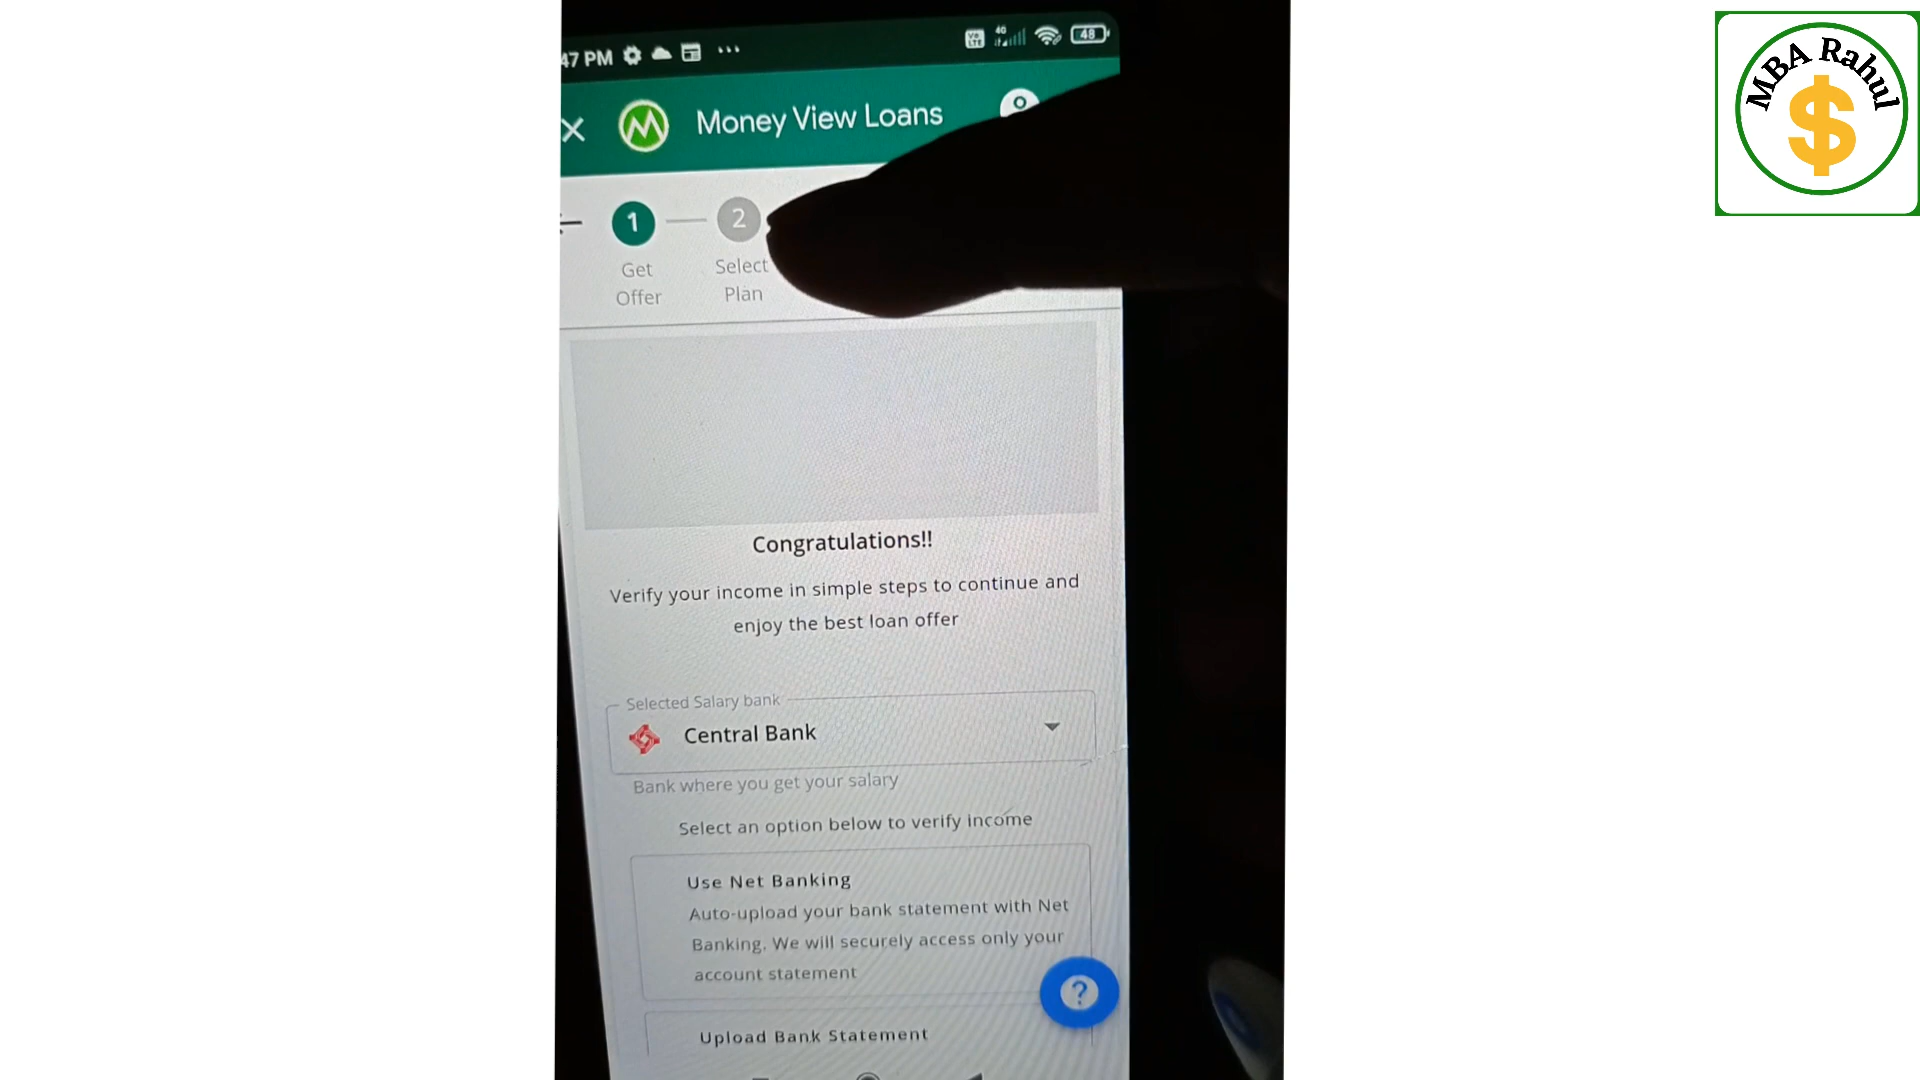 47 PM
48
Money View Loans
1
2
Get
Offer
Select
Plan
Congratulations!!
Verify your income in simple steps to continue and
enjoy the best loan offer
Selected Salary bank
Central Bank
Bank where you get your salary
Select an option below to verify income
Use Net Banking
Auto-upload your bank statement with Net
Banking. We will securely access only your
account statement
?
Upload Bank Statement
MBA Rahul
$